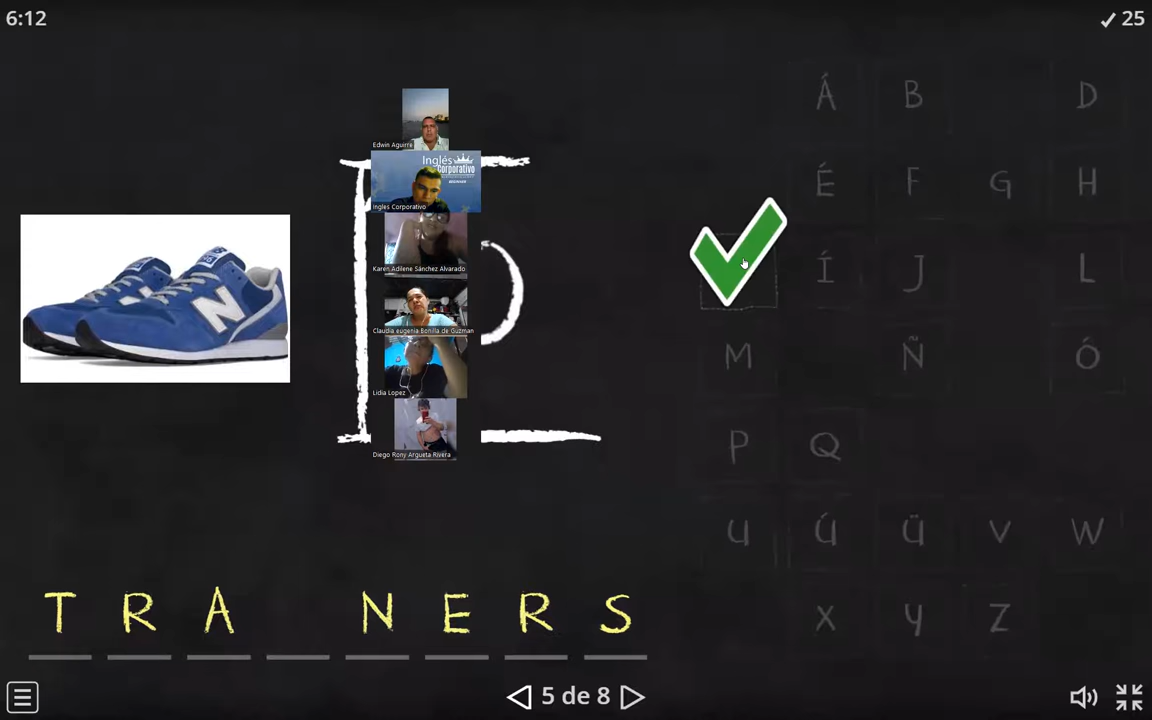 6:12
✓ 25
Edwin Aguirre
Inglés
Corporativo
Ingles Corporativo
Karen Adilene Sánchez Alvarado
Claudia eugenia Bonilla de Guzman
Lidia Lopez
Diego Rony Argueta Rivera
N
Á B D
É F G H
Í J L
M Ñ Ó
P Q
U Ú Ü V W
X Y Z
T R A N E R S
5 de 8